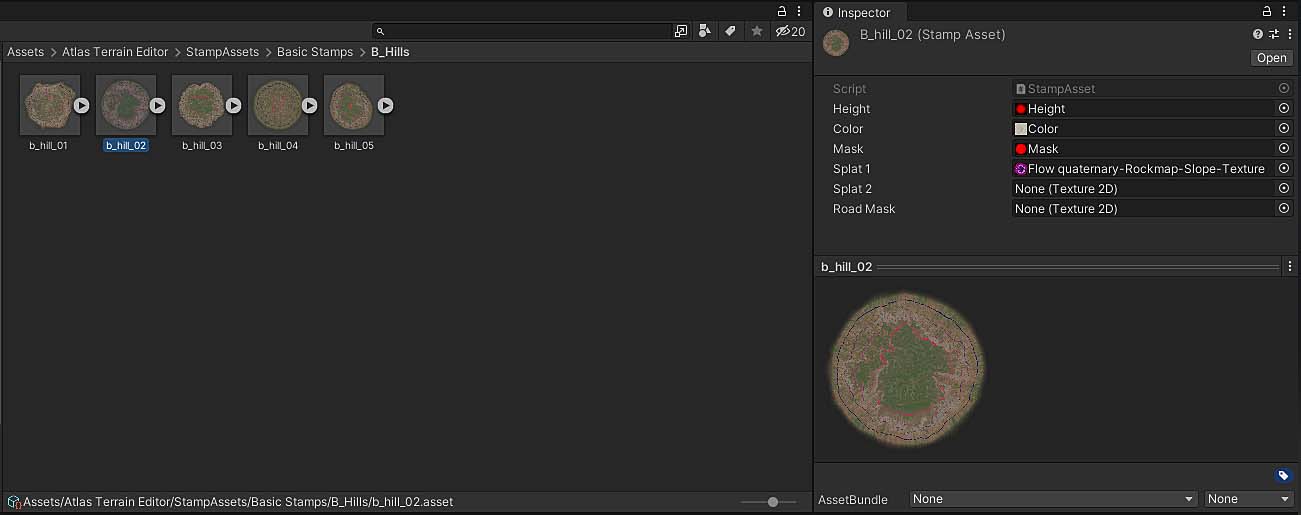 Inspector
20
Assets > Atlas Terrain Editor > StampAssets > Basic Stamps > B_Hills
B_hill_02 (Stamp Asset)
Open
b_hill_01
b_hill_02
b_hill_03
b_hill_04
b_hill_05
Script StampAsset
Height Height
Color Color
Mask Mask
Splat 1 Flow quaternary-Rockmap-Slope-Texture
Splat 2 None (Texture 2D)
Road Mask None (Texture 2D)
b_hill_02
Assets/Atlas Terrain Editor/StampAssets/Basic Stamps/B_Hills/b_hill_02.asset
AssetBundle None None